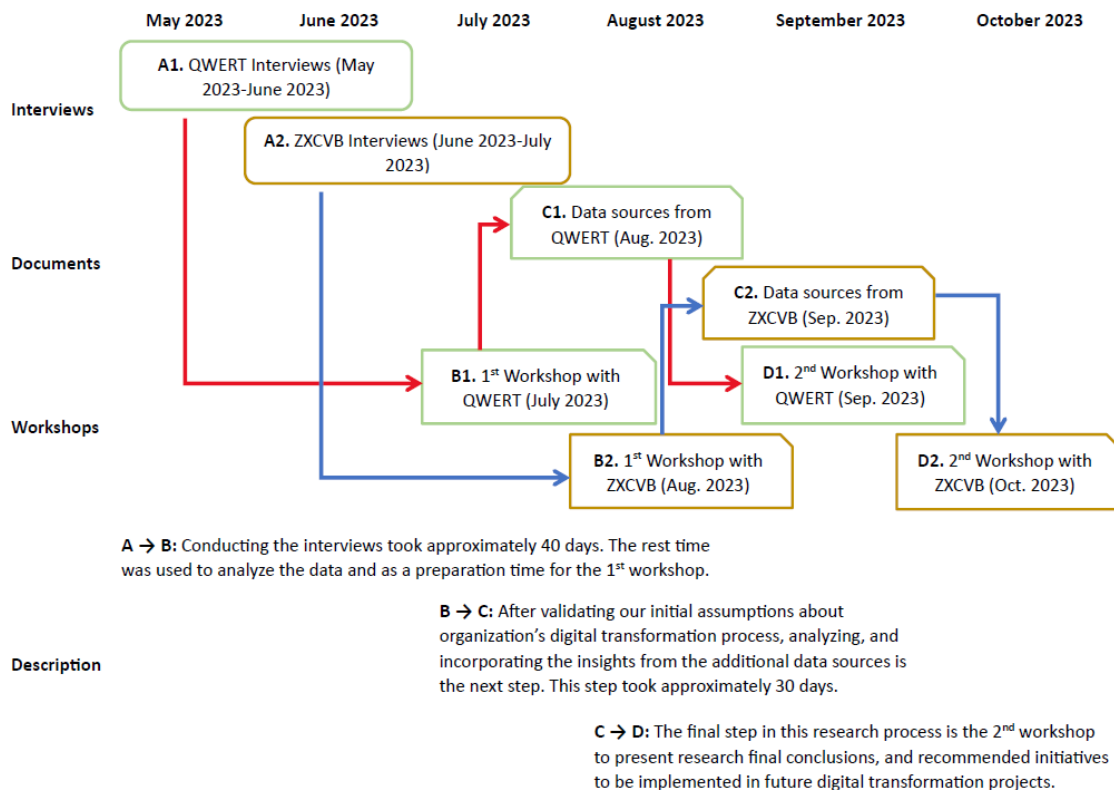 May 2023 June 2023 July 2023 August 2023 September 2023 October 2023
Interviews
A1. QWERT Interviews (May
2023-June 2023)
A2. ZXCVB Interviews (June 2023-July
2023)
Documents
C1. Data sources from
QWERT (Aug. 2023)
C2. Data sources from
ZXCVB (Sep. 2023)
Workshops
B1. 1st Workshop with
QWERT (July 2023)
D1. 2nd Workshop with
QWERT (Sep. 2023)
B2. 1st Workshop with
ZXCVB (Aug. 2023)
D2. 2nd Workshop with
ZXCVB (Oct. 2023)
Description
A → B: Conducting the interviews took approximately 40 days. The rest time
was used to analyze the data and as a preparation time for the 1st workshop.
B → C: After validating our initial assumptions about
organization’s digital transformation process, analyzing, and
incorporating the insights from the additional data sources is
the next step. This step took approximately 30 days.
C → D: The final step in this research process is the 2nd workshop
to present research final conclusions, and recommended initiatives
to be implemented in future digital transformation projects.